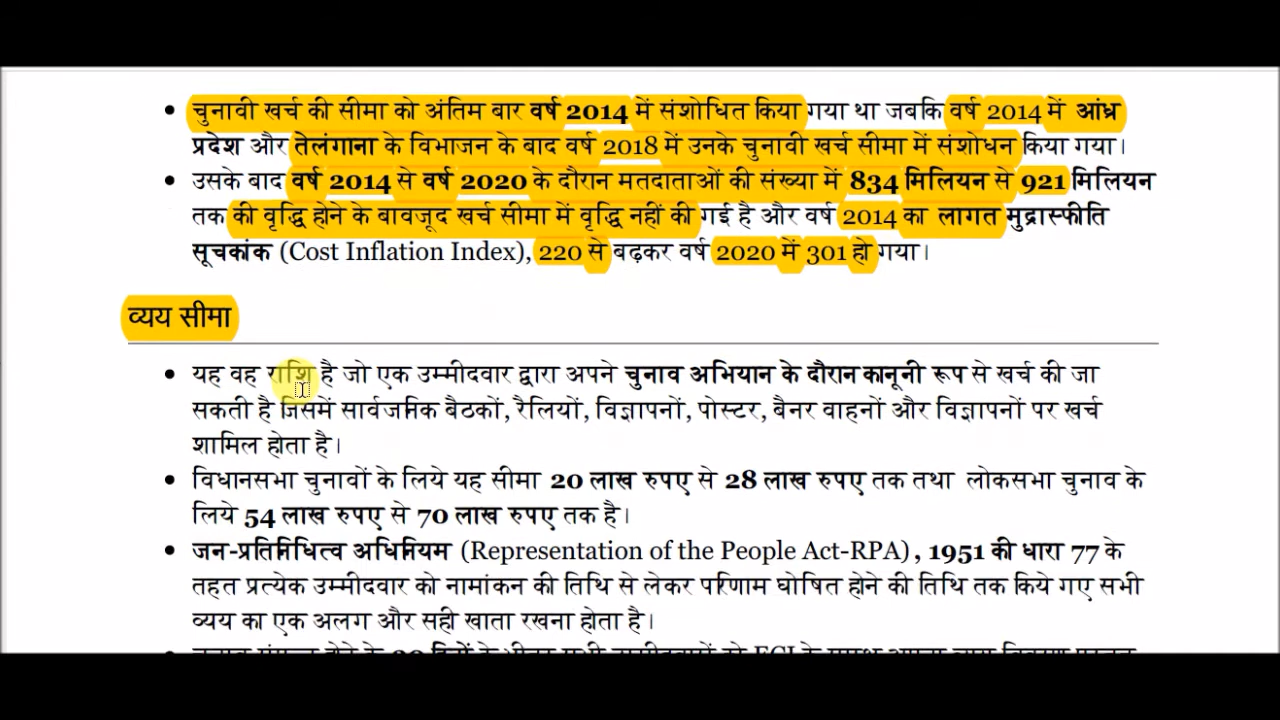 चुनावी खर्च की सीमा को अंतिम बार वर्ष 2014 में संशोधित किया गया था जबकि वर्ष 2014 में आंध्र
प्रदेश और तेलंगाना के विभाजन के बाद वर्ष 2018 में उनके चुनावी खर्च सीमा में संशोधन किया गया।
उसके बाद वर्ष 2014 से वर्ष 2020 के दौरान मतदाताओं की संख्या में 834 मिलियन से 921 मिलियन
तक की वृद्धि होने के बावजूद खर्च सीमा में वृद्धि नहीं की गई है और वर्ष 2014 का लागत मुद्रास्फीति
सूचकांक (Cost Inflation Index), 220 से बढ़कर वर्ष 2020 में 301 हो गया।
व्यय सीमा
यह वह राशि है जो एक उम्मीदवार द्वारा अपने चुनाव अभियान के दौरान कानूनी रूप से खर्च की जा
सकती है जिसमें सार्वजनिक बैठकों, रैलियों, विज्ञापनों, पोस्टर, बैनर वाहनों और विज्ञापनों पर खर्च
शामिल होता है।
विधानसभा चुनावों के लिये यह सीमा 20 लाख रुपए से 28 लाख रुपए तक तथा लोकसभा चुनाव के
लिये 54 लाख रुपए से 70 लाख रुपए तक है।
जन-प्रतिनिधित्व अधिनियम (Representation of the People Act-RPA), 1951 की धारा 77 के
तहत प्रत्येक उम्मीदवार को नामांकन की तिथि से लेकर परिणाम घोषित होने की तिथि तक किये गए सभी
व्यय का एक अलग और सही खाता रखना होता है।